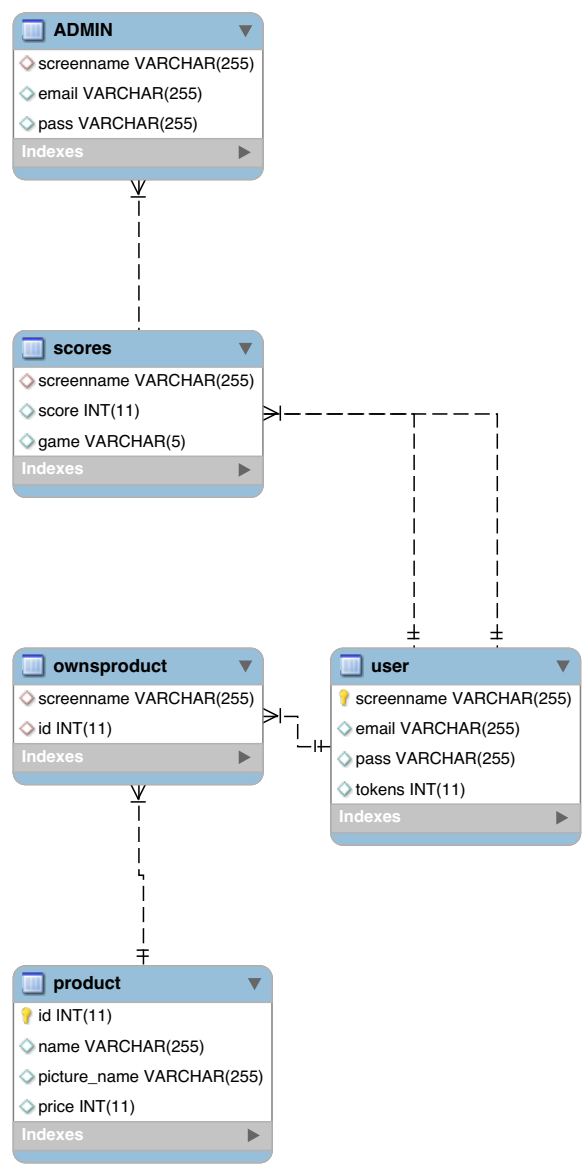 ADMIN
screenname VARCHAR(255)
email VARCHAR(255)
pass VARCHAR(255)
Indexes
scores
screenname VARCHAR(255)
score INT(11)
game VARCHAR(5)
Indexes
ownsproduct
screenname VARCHAR(255)
id INT(11)
Indexes
user
screenname VARCHAR(255)
email VARCHAR(255)
pass VARCHAR(255)
tokens INT(11)
Indexes
product
id INT(11)
name VARCHAR(255)
picture_name VARCHAR(255)
price INT(11)
Indexes